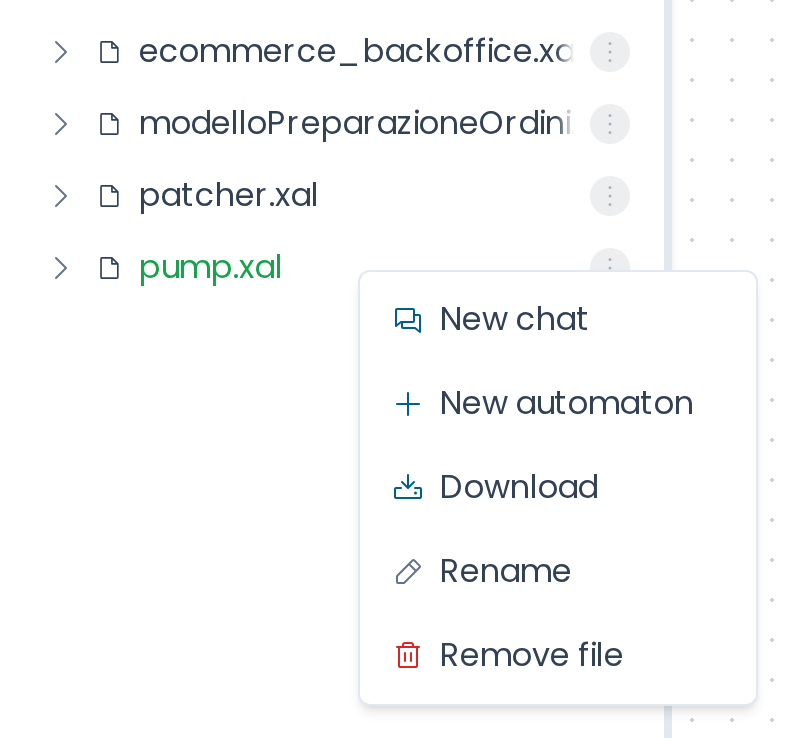 ecommerce_backoffice.xa
modelloPreparazioneOrdini
patcher.xal
pump.xal
New chat
New automaton
Download
Rename
Remove file